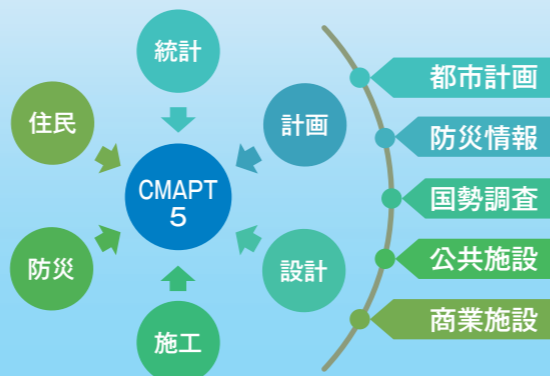 統計
住民
計画
CMAPT
5
防災
設計
施工
都市計画
防災情報
国勢調査
公共施設
商業施設